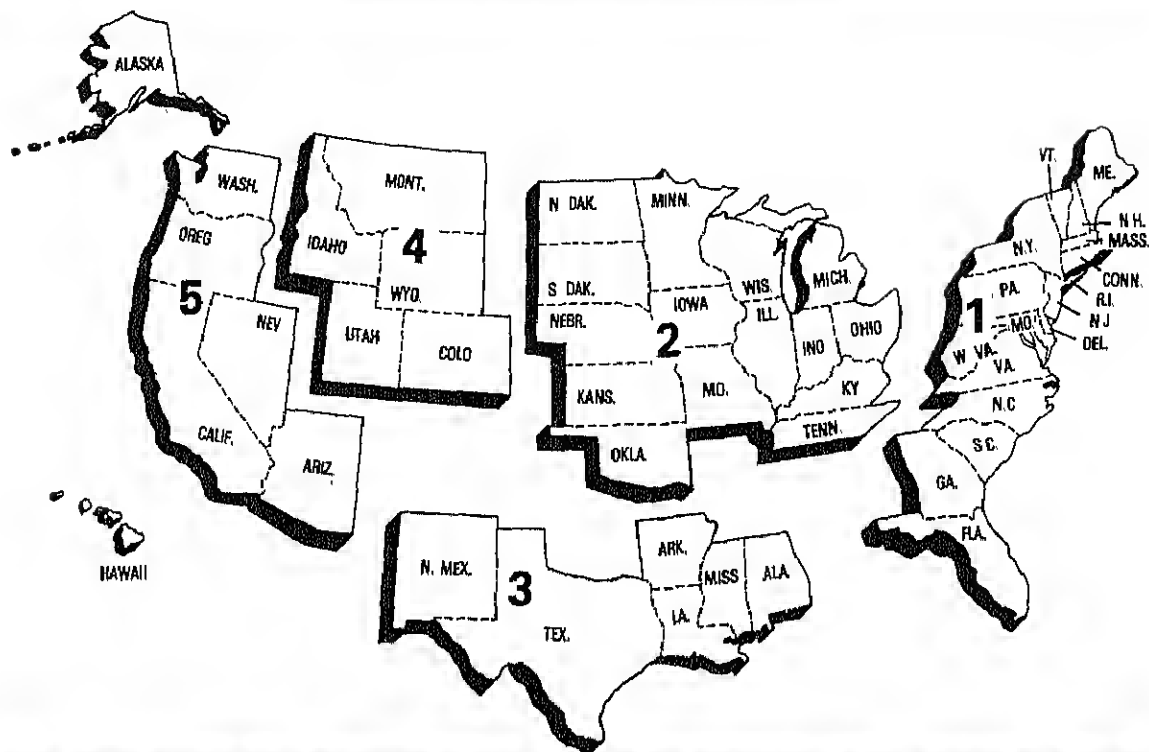 ALASKA
WASH.
OREG
5
NEV
CALIF.
ARIZ.
HAWAII
MONT.
IDAHO
4
WYO.
UTAH
COLO
N DAK.
MINN.
S DAK.
WIS.
MICH.
NEBR.
IOWA
2
ILL.
INO
OHIO
KANS.
MO.
KY
OKLA.
TENN.
N. MEX.
3
TEX.
ARK.
LA.
MISS
ALA.
VT.
ME.
N.H.
MASS.
N.Y.
CONN.
PA.
R.I.
1
MO.
N J
DEL.
W VA.
VA.
N.C
S C.
GA.
FLA.